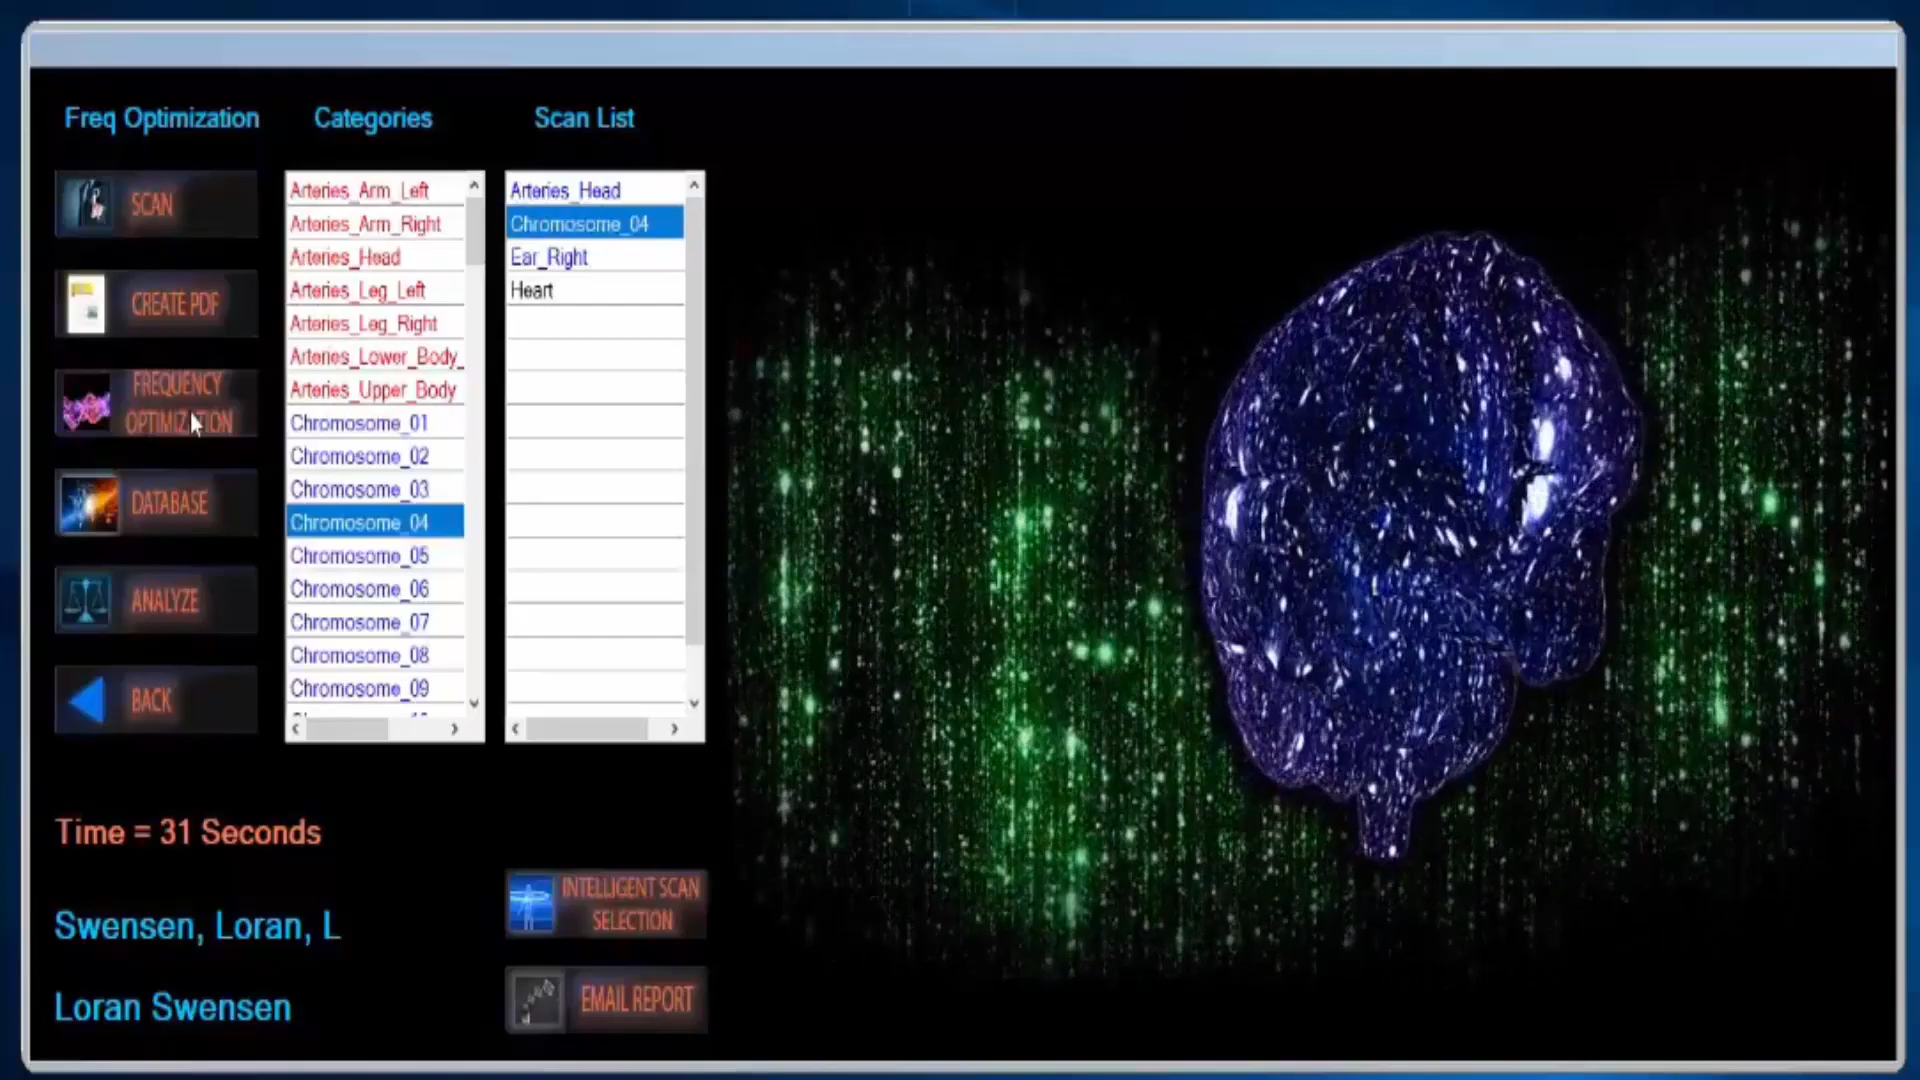 Freq Optimization
Categories
Scan List
SCAN
CREATE PDF
FREQUENCY
OPTIMIZATION
DATABASE
ANALYZE
BACK
Arteries_Arm_Left
Arteries_Arm_Right
Arteries_Head
Arteries_Leg_Left
Arteries_Leg_Right
Arteries_Lower_Body_
Arteries_Upper_Body
Chromosome_01
Chromosome_02
Chromosome_03
Chromosome_04
Chromosome_05
Chromosome_06
Chromosome_07
Chromosome_08
Chromosome_09
Arteries_Head
Chromosome_04
Ear_Right
Heart
Time = 31 Seconds
Swensen, Loran, L
Loran Swensen
INTELLIGENT SCAN
SELECTION
EMAIL REPORT